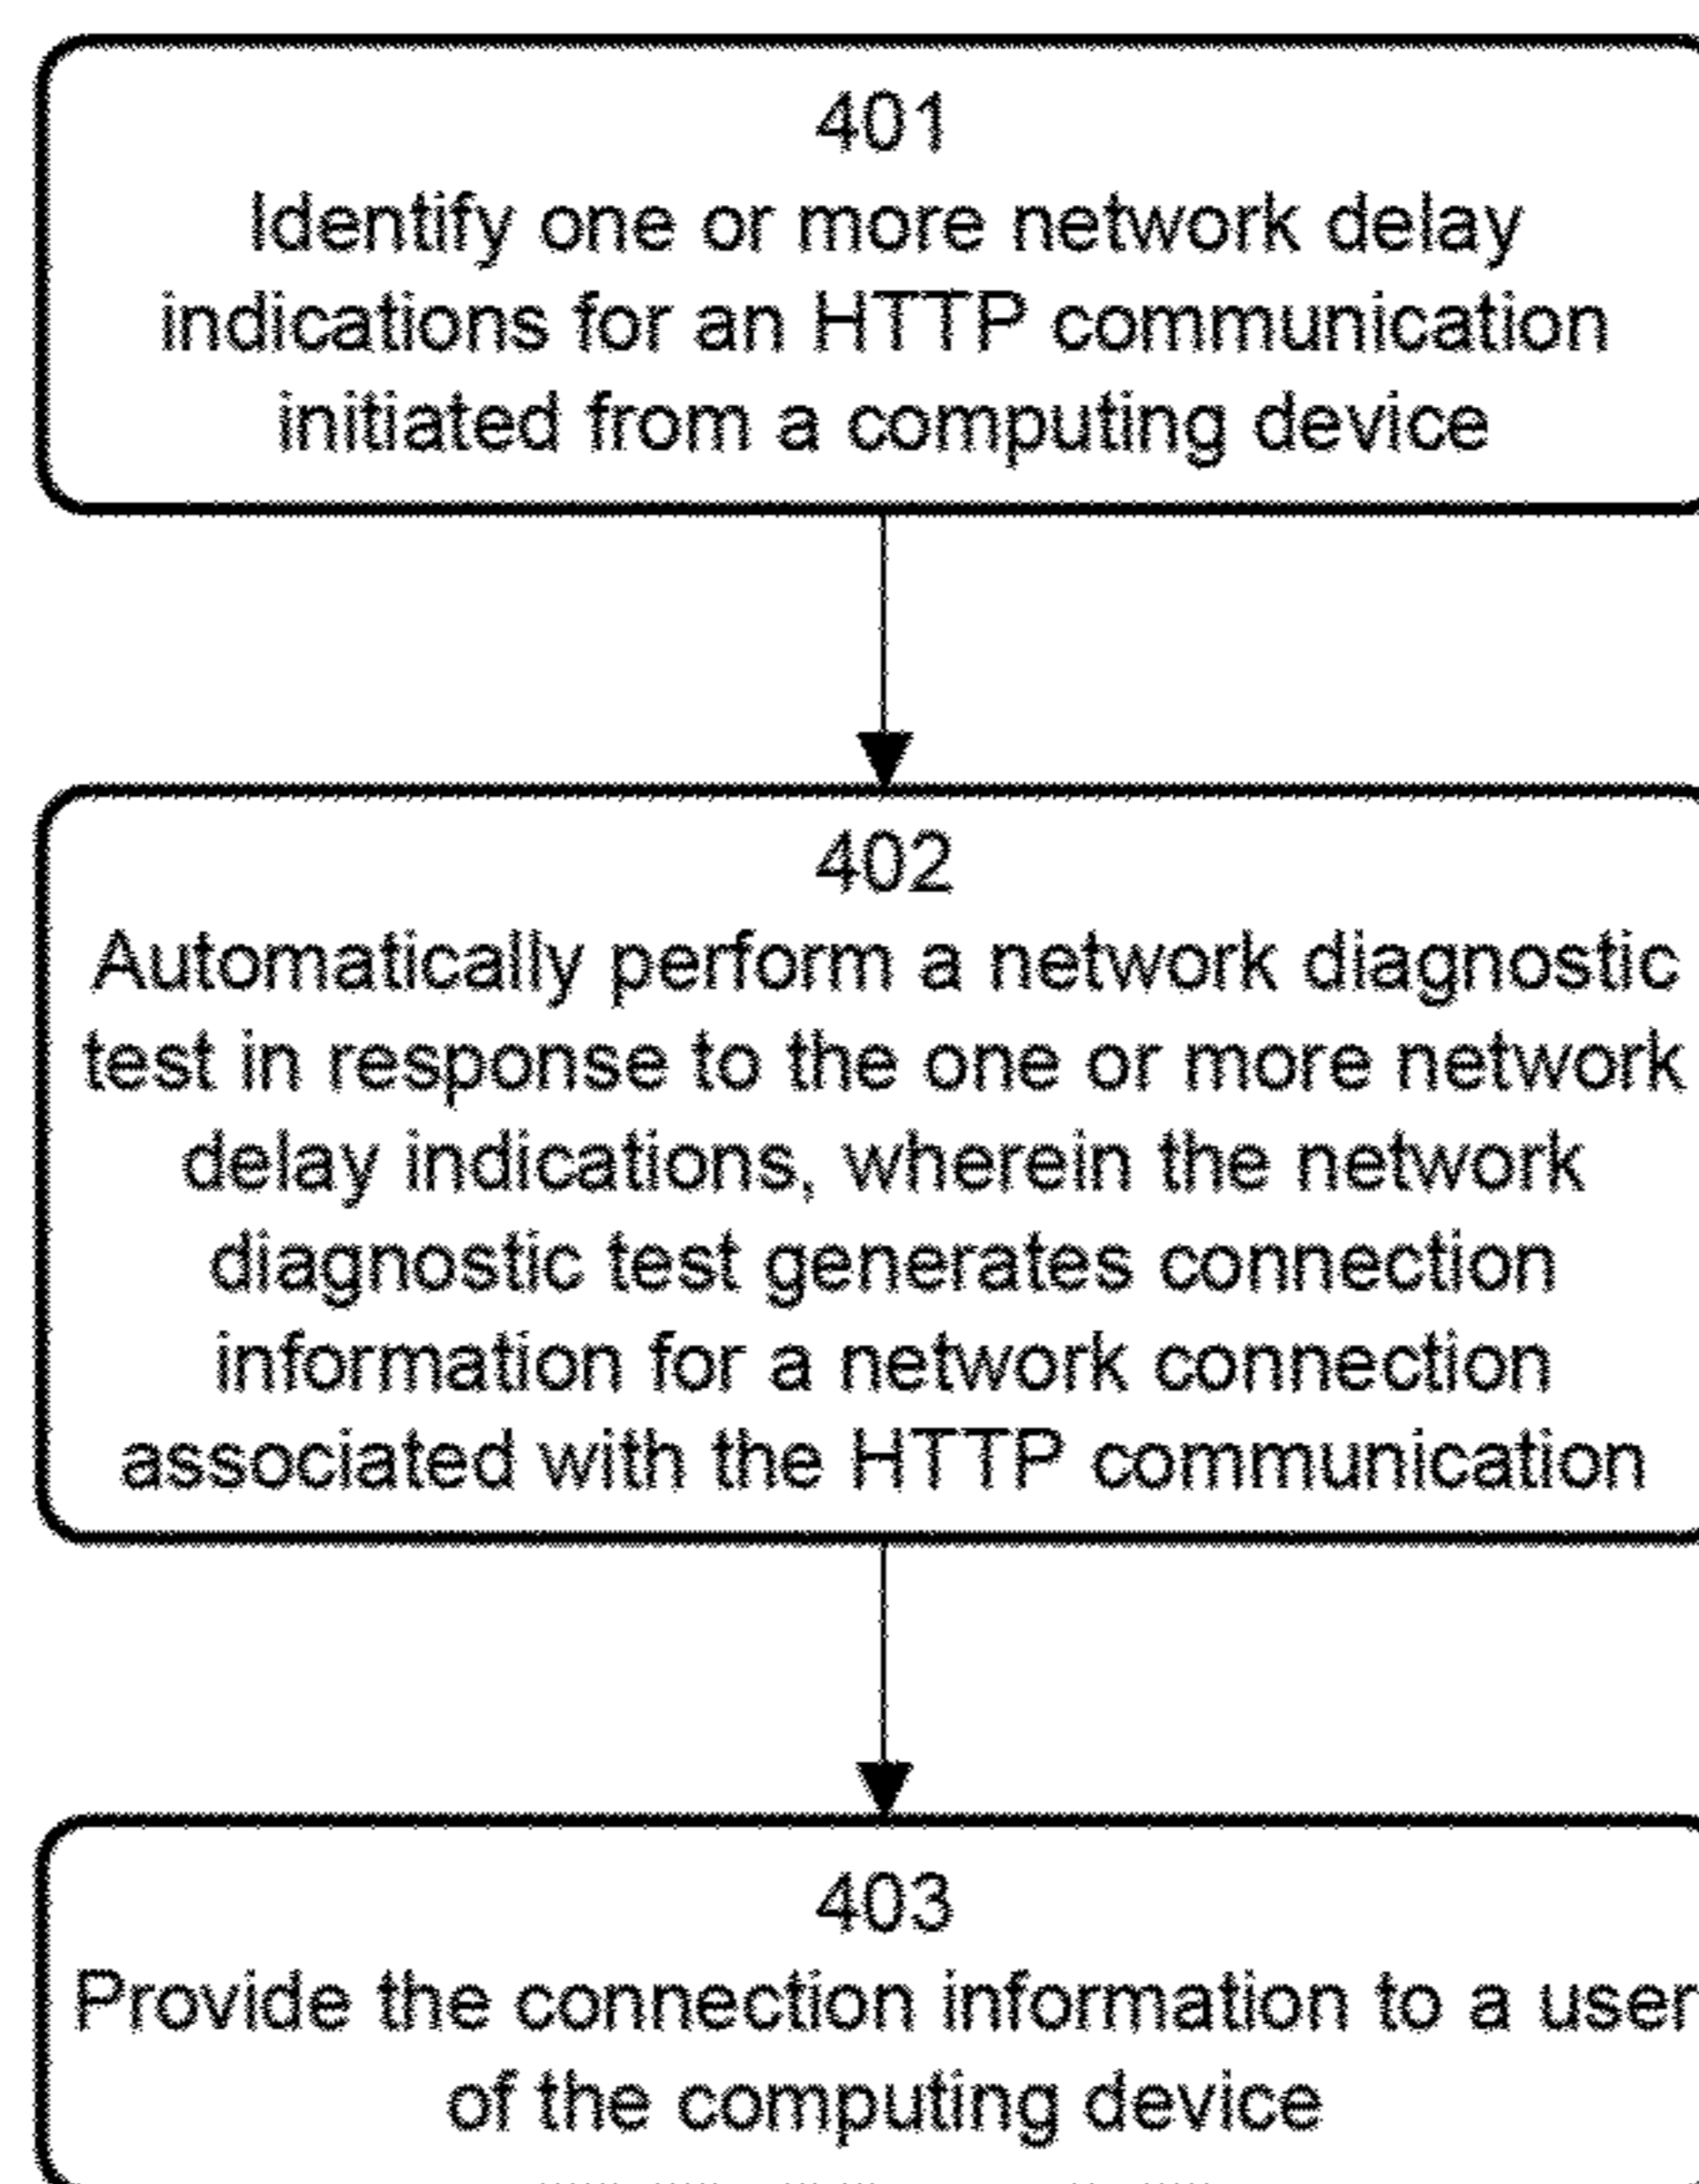 401
Identify one or more network delay
indications for an HTTP communication
initiated from a computing device
402
Automatically perform a network diagnostic
test in response to the one or more network
delay indications, wherein the network
diagnostic test generates connection
information for a network connection
associated with the HTTP communication
403
Provide the connection information to a user
of the computing device